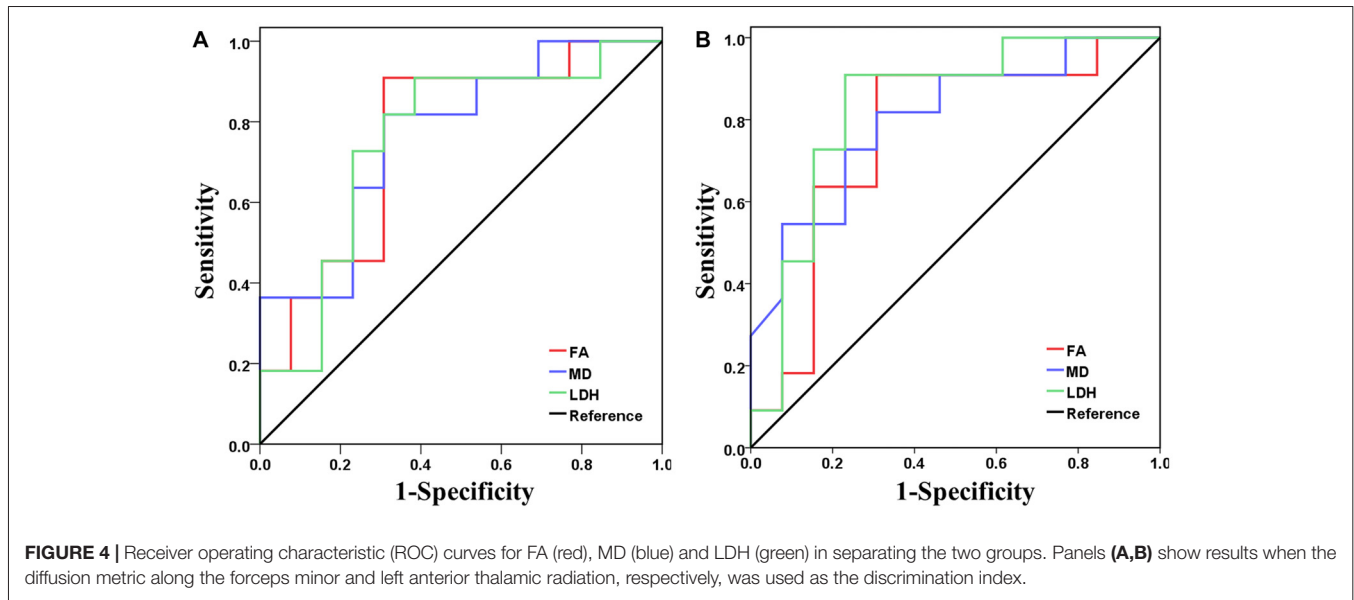 A
Sensitivity
1.0
0.8
0.6
0.4
0.2
0.0
FA
MD
LDH
Reference
0.0 0.2 0.4 0.6 0.8 1.0
1-Specificity
B
Sensitivity
1.0
0.8
0.6
0.4
0.2
0.0
FA
MD
LDH
Reference
0.0 0.2 0.4 0.6 0.8 1.0
1-Specificity
FIGURE 4 | Receiver operating characteristic (ROC) curves for FA (red), MD (blue) and LDH (green) in separating the two groups. Panels (A,B) show results when the
diffusion metric along the forceps minor and left anterior thalamic radiation, respectively, was used as the discrimination index.